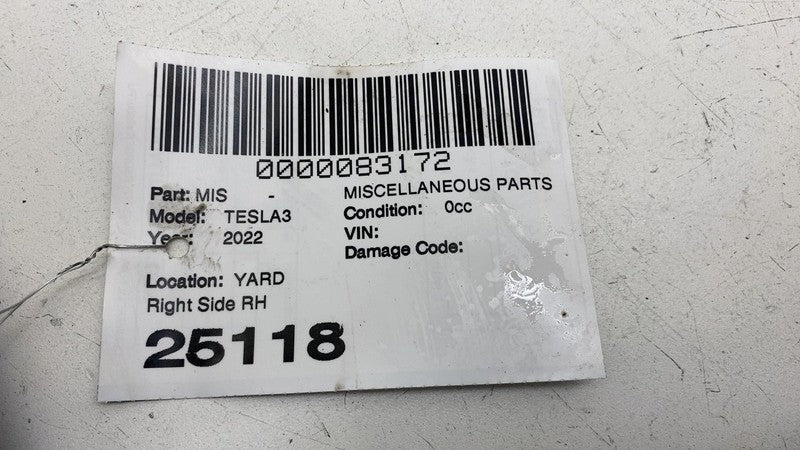 0000083172
Part: MIS - MISCELLANEOUS PARTS
Model: TESLA3 Condition: 0cc
Year: 2022 VIN:
Damage Code:
Location: YARD
Right Side RH
25118